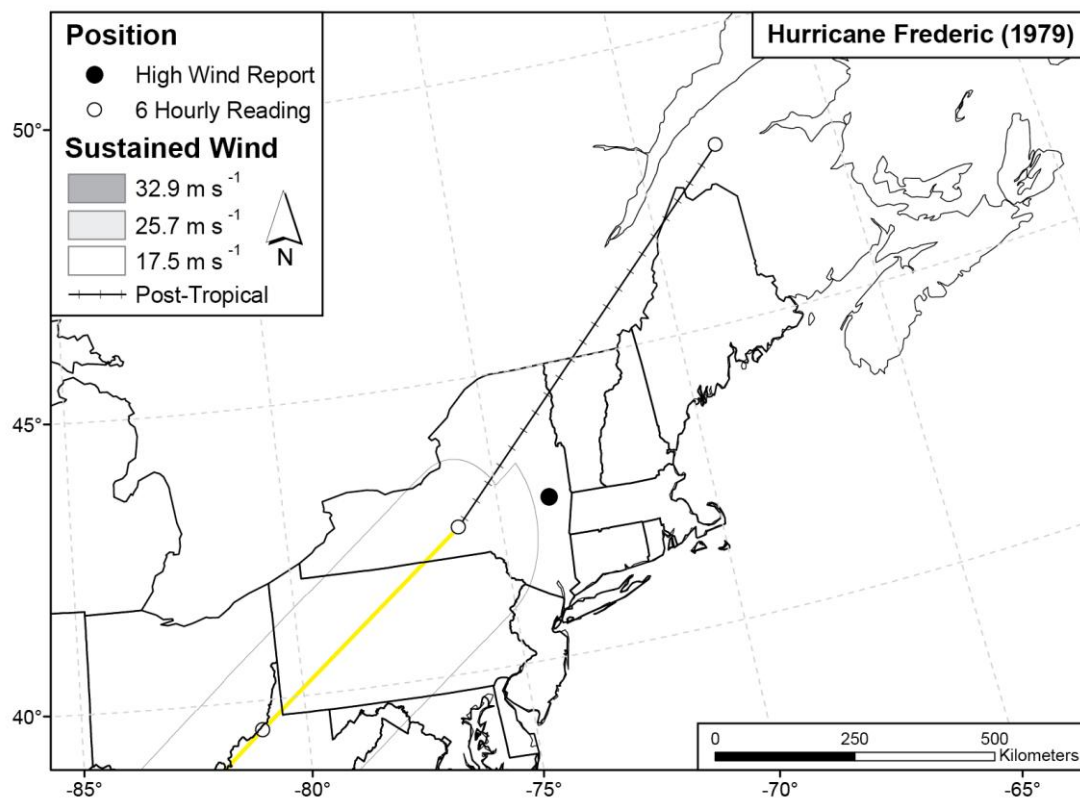 Hurricane Frederic (1979)
Position
High Wind Report
6 Hourly Reading
Sustained Wind
32.9 m s -1
25.7 m s -1
17.5 m s -1
Post-Tropical
N
50°
45°
40°
0 250 500
Kilometers
-85° -80° -75° -70° -65°